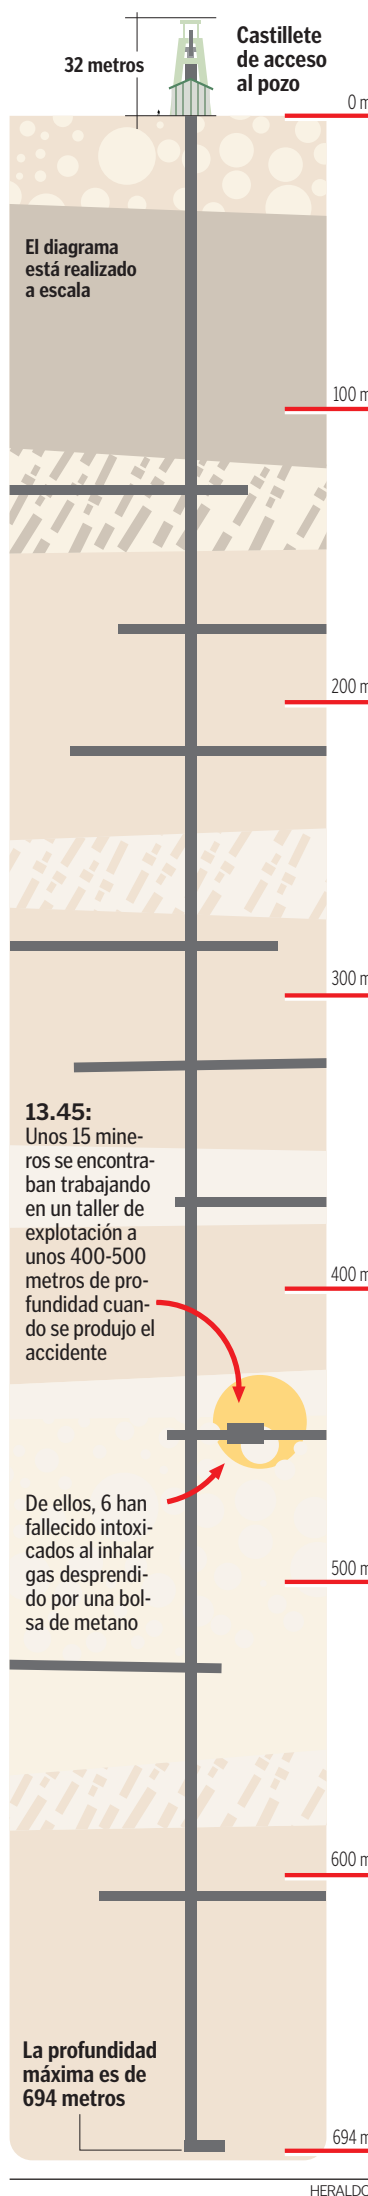 Castillete
de acceso
al pozo
32 metros
0 m
El diagrama
está realizado
a escala
100 m
200 m
300 m
13.45:
Unos 15 mine-
ros se encontra-
ban trabajando
en un taller de
explotación a
unos 400-500
metros de pro-
fundidad cuan-
do se produjo el
accidente
400 m
De ellos, 6 han
fallecido intoxi-
cados al inhalar
gas desprendi-
do por una bol-
sa de metano
500 m
600 m
La profundidad
máxima es de
694 metros
694 m
HERALDO